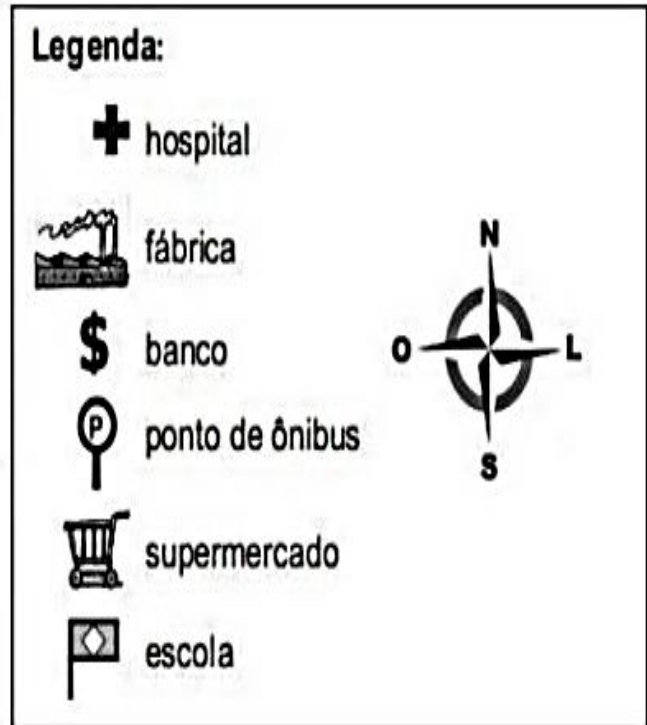 Legenda:
hospital
fábrica
$ banco
P ponto de ônibus
supermercado
escola
N
O L
S